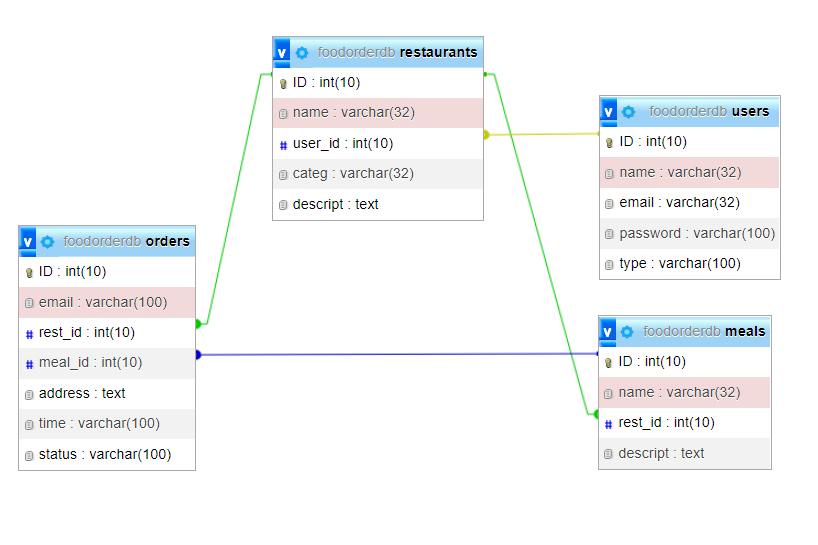 v foodorderdb restaurants
ID : int(10)
name : varchar(32)
# user_id : int(10)
categ : varchar(32)
descript : text
v foodorderdb users
ID : int(10)
name : varchar(32)
email : varchar(32)
password : varchar(100)
type : varchar(100)
v foodorderdb orders
ID : int(10)
email : varchar(100)
# rest_id : int(10)
# meal_id : int(10)
address : text
time : varchar(100)
status : varchar(100)
v foodorderdb meals
ID : int(10)
name : varchar(32)
# rest_id : int(10)
descript : text